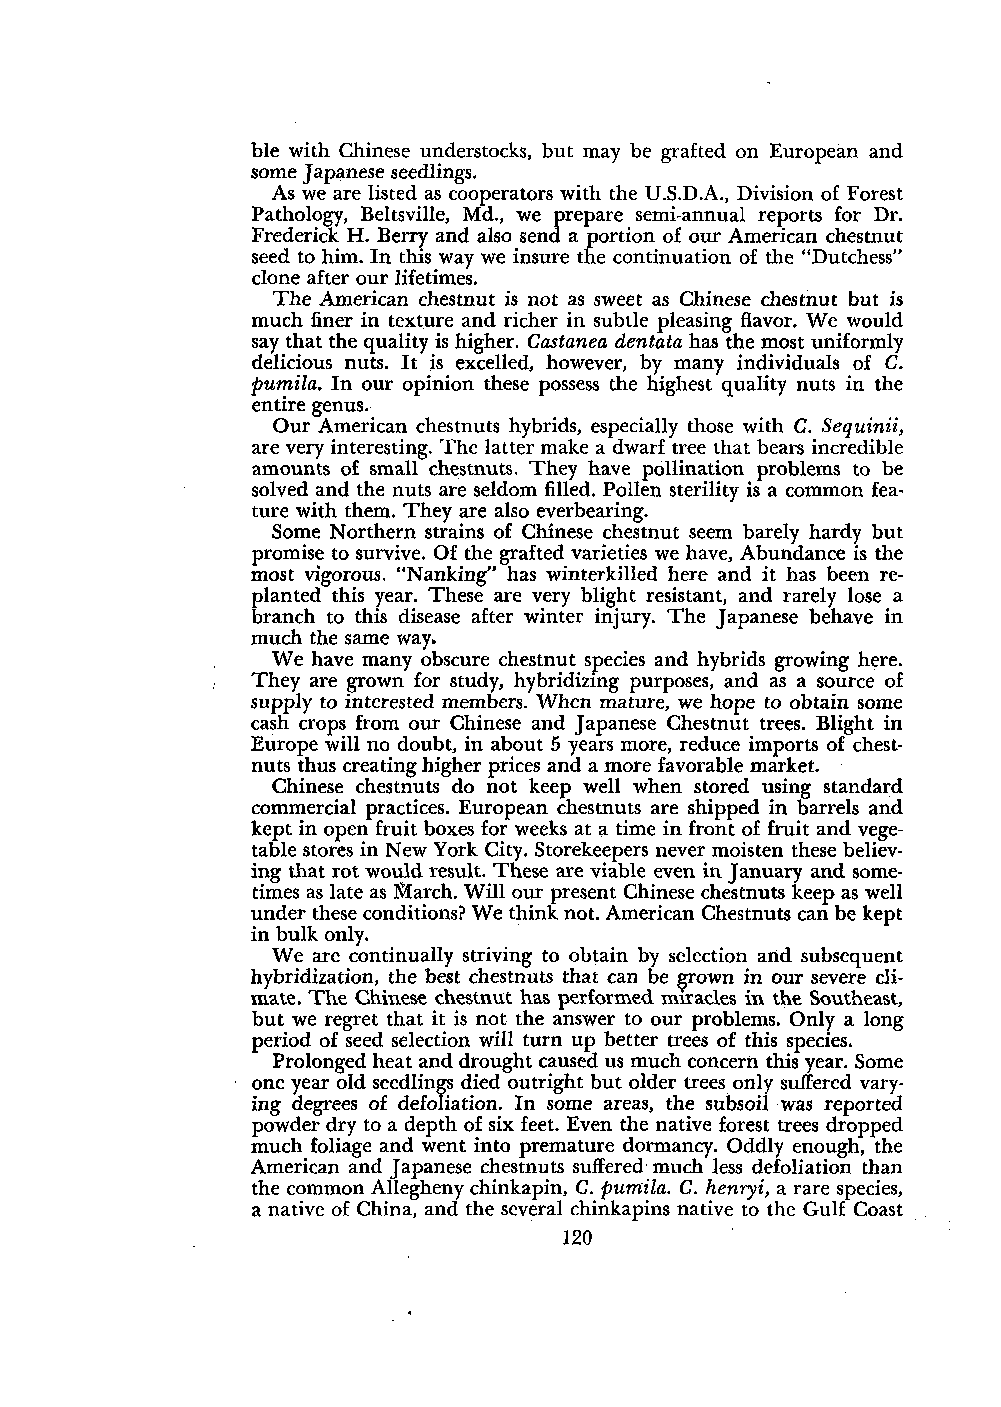 ble with Chinese understocks, but may be grafted on European and
some Japanese seedlings.
As we are listed as cooperators with the U.S.D.A., Division of Forest
Pathology, Beltsville, Md., we prepare semi-annual reports for Dr.
Frederick H. Berry and also send a portion of our American chestnut
seed to him. In this way we insure the continuation of the "Dutchess"
clone after our lifetimes.
The American chestnut is not as sweet as Chinese chestnut but is
much finer in texture and richer in subtle pleasing flavor. We would
say that the quality is higher. Castanea dentata has the most uniformly
delicious nuts. It is excelled, however, by many individuals of C.
pumila. In our opinion these possess the highest quality nuts in the
entire genus.
Our American chestnuts hybrids, especially those with C. Sequinii,
are very interesting. The latter make a dwarf tree that bears incredible
amounts of small chestnuts. They have pollination problems to be
solved and the nuts are seldom filled. Pollen sterility is a common fea-
ture with them. They are also everbearing.
Some Northern strains of Chinese chestnut seem barely hardy but
promise to survive. Of the grafted varieties we have, Abundance is the
most vigorous. "Nanking" has winterkilled here and it has been re-
planted this year. These are very blight resistant, and rarely lose a
branch to this disease after winter injury. The Japanese behave in
much the same way.
We have many obscure chestnut species and hybrids growing here.
They are grown for study, hybridizing purposes, and as a source of
supply to interested members. When mature, we hope to obtain some
cash crops from our Chinese and Japanese Chestnut trees. Blight in
Europe will no doubt, in about 5 years more, reduce imports of chest-
nuts thus creating higher prices and a more favorable market.
Chinese chestnuts do not keep well when stored using standard
commercial practices. European chestnuts are shipped in barrels and
kept in open fruit boxes for weeks at a time in front of fruit and vege-
table stores in New York City. Storekeepers never moisten these believ-
ing that rot would result. These are viable even in January and some-
times as late as March. Will our present Chinese chestnuts keep as well
under these conditions? We think not. American Chestnuts can be kept
in bulk only.
We are continually striving to obtain by selection and subsequent
hybridization, the best chestnuts that can be grown in our severe cli-
mate. The Chinese chestnut has performed miracles in the Southeast,
but we regret that it is not the answer to our problems. Only a long
period of seed selection will turn up better trees of this species.
Prolonged heat and drought caused us much concern this year. Some
one year old seedlings died outright but older trees only suffered vary-
ing degrees of defoliation. In some areas, the subsoil was reported
powder dry to a depth of six feet. Even the native forest trees dropped
much foliage and went into premature dormancy. Oddly enough, the
American and Japanese chestnuts suffered much less defoliation than
the common Allegheny chinkapin, C. pumila. C. henryi, a rare species,
a native of China, and the several chinkapins native to the Gulf Coast
120